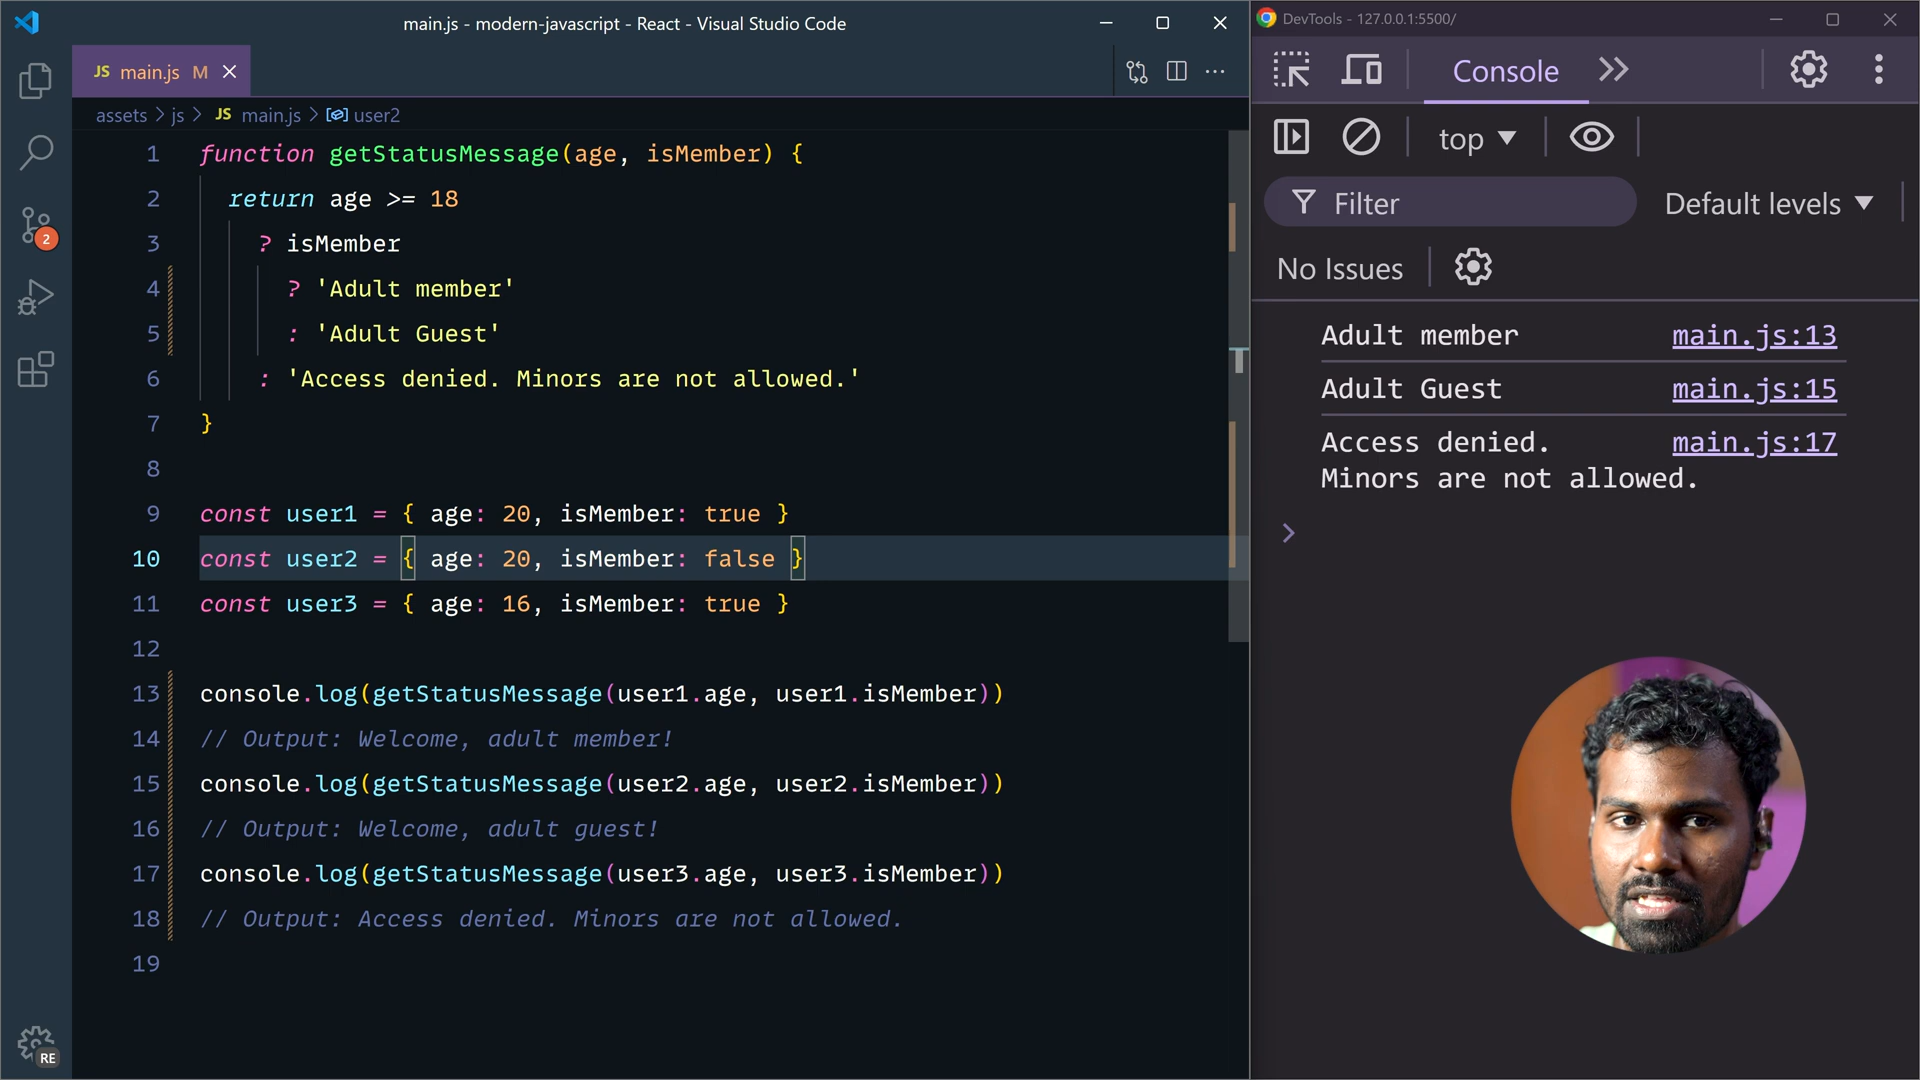 main.js - modern-javascript - React - Visual Studio Code
JS main.js M
assets > js > JS main.js > user2
1 function getStatusMessage(age, isMember) {
2 return age >= 18
3 ? isMember
4 ? 'Adult member'
5 : 'Adult Guest'
6 : 'Access denied. Minors are not allowed.'
7 }
8
9 const user1 = { age: 20, isMember: true }
10 const user2 = { age: 20, isMember: false }
11 const user3 = { age: 16, isMember: true }
12
13 console.log(getStatusMessage(user1.age, user1.isMember))
14 // Output: Welcome, adult member!
15 console.log(getStatusMessage(user2.age, user2.isMember))
16 // Output: Welcome, adult guest!
17 console.log(getStatusMessage(user3.age, user3.isMember))
18 // Output: Access denied. Minors are not allowed.
19
2
RE
DevTools - 127.0.0.1:5500/
Console
top
Filter
Default levels
No Issues
Adult member main.js:13
Adult Guest main.js:15
Access denied. main.js:17
Minors are not allowed.